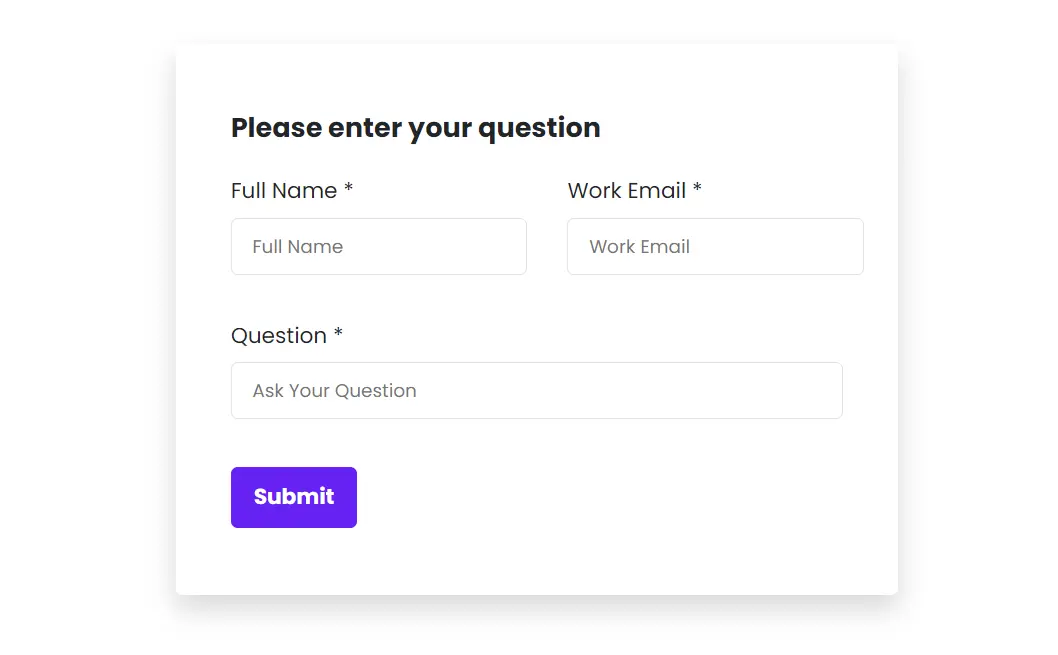 Please enter your question
Full Name * Work Email *
Full Name Work Email
Question *
Ask Your Question
Submit